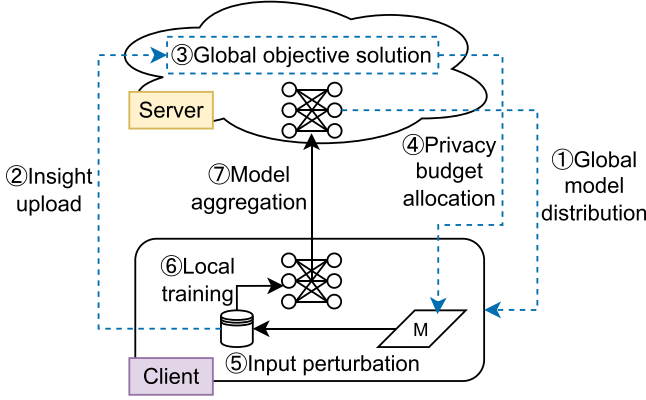 ③Global objective solution
Server
④Privacy
budget
allocation
①Global
model
distribution
②Insight
upload
⑦Model
aggregation
⑥Local
training
M
⑤Input perturbation
Client